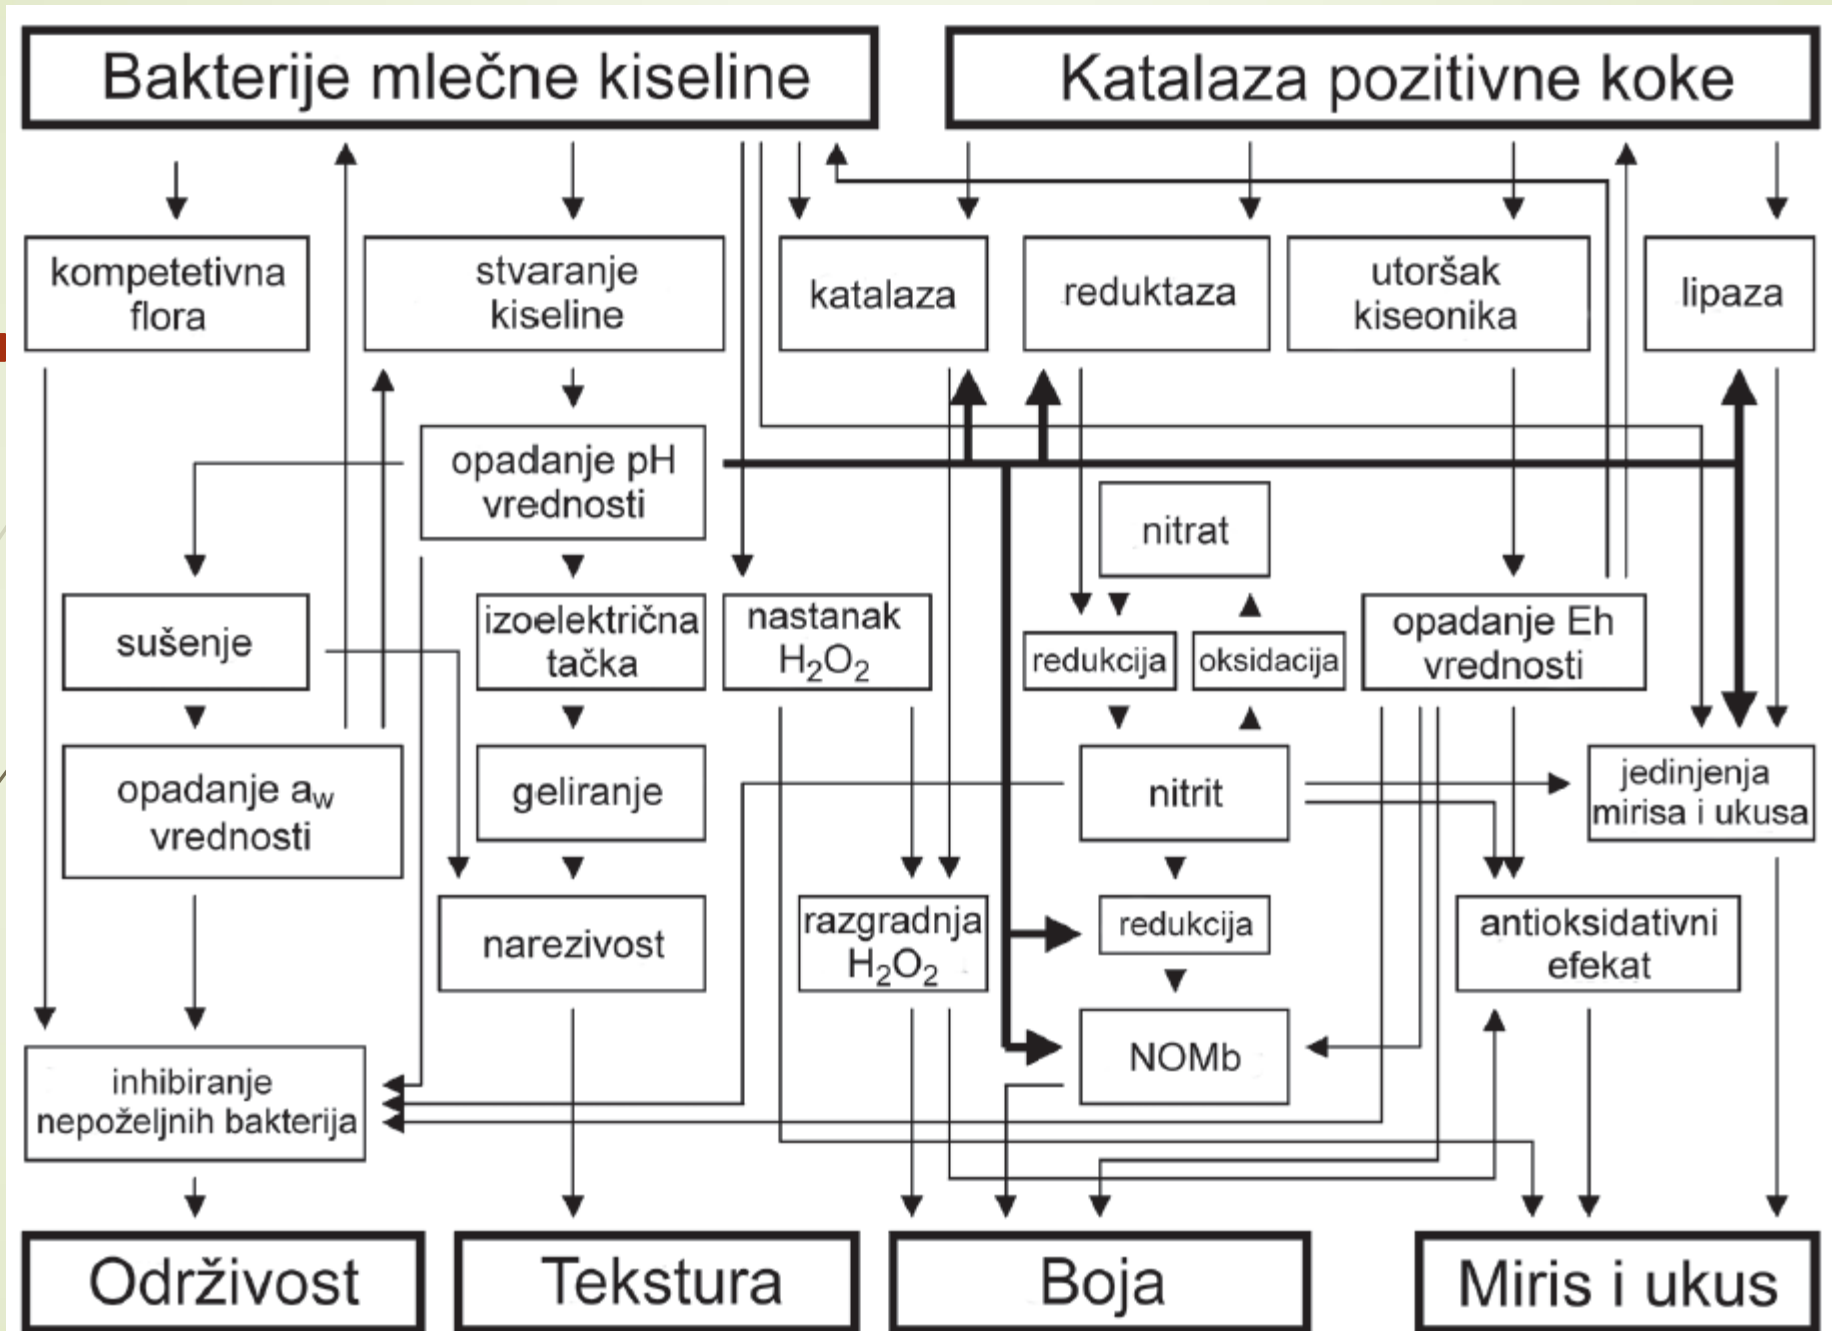 Bakterije mlečne kiseline
Katalaza pozitivne koke
kompetetivna
flora
stvaranje
kiseline
katalaza
reduktaza
utoršak
kiseonika
lipaza
opadanje pH
vrednosti
nitrat
sušenje
izoelektrična
tačka
nastanak
H₂O₂
redukcija
oksidacija
opadanje Eh
vrednosti
opadanje aw
vrednosti
geliranje
nitrit
jedinjenja
mirisa i ukusa
narezivost
razgradnja
H₂O₂
redukcija
antioksidativni
efekat
inhibiranje
nepoželjnih bakterija
NOMb
Održivost
Tekstura
Boja
Miris i ukus